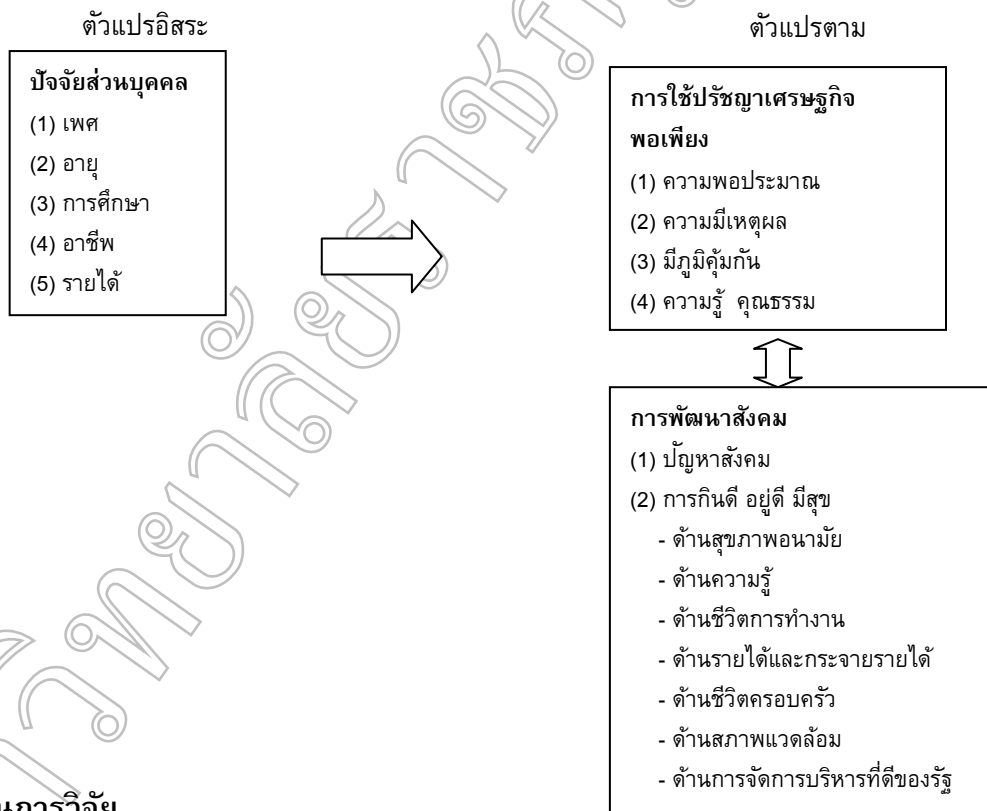 ตัวแปรอิสระ
ปัจจัยส่วนบุคคล
(1) เพศ
(2) อายุ
(3) การศึกษา
(4) อาชีพ
(5) รายได้
ตัวแปรตาม
การใช้ปรัชญาเศรษฐกิจ
พอเพียง
(1) ความพอประมาณ
(2) ความมีเหตุผล
(3) มีภูมิคุ้มกัน
(4) ความรู้ คุณธรรม
การพัฒนาสังคม
(1) ปัญหาสังคม
(2) การกินดี อยู่ดี มีสุข
- ด้านสุขภาพอนามัย
- ด้านความรู้
- ด้านชีวิตการทำงาน
- ด้านรายได้และกระจายรายได้
- ด้านชีวิตครอบครัว
- ด้านสภาพแวดล้อม
- ด้านการจัดการบริหารที่ดีของรัฐ